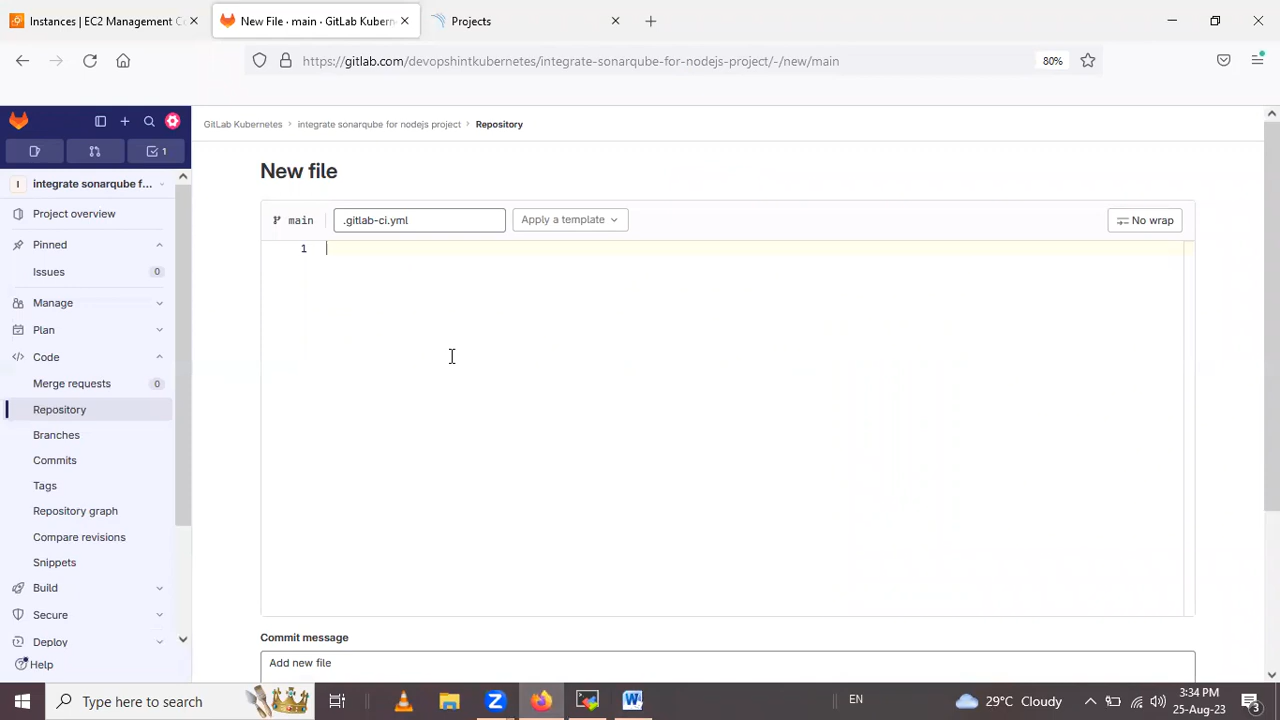 Instances | EC2 Management Co
New File · main · GitLab Kubern
Projects
https://gitlab.com/devopshintkubernetes/integrate-sonarqube-for-nodejs-project/-/new/main
80%
1
GitLab Kubernetes > integrate sonarqube for nodejs project > Repository
I integrate sonarqube f...
Project overview
Pinned
Issues 0
Manage
Plan
Code
Merge requests 0
Repository
Branches
Commits
Tags
Repository graph
Compare revisions
Snippets
Build
Secure
Deploy
Help
New file
main .gitlab-ci.yml Apply a template No wrap
1
Commit message
Add new file
Type here to search
EN
29°C Cloudy
3:34 PM
25-Aug-23
3